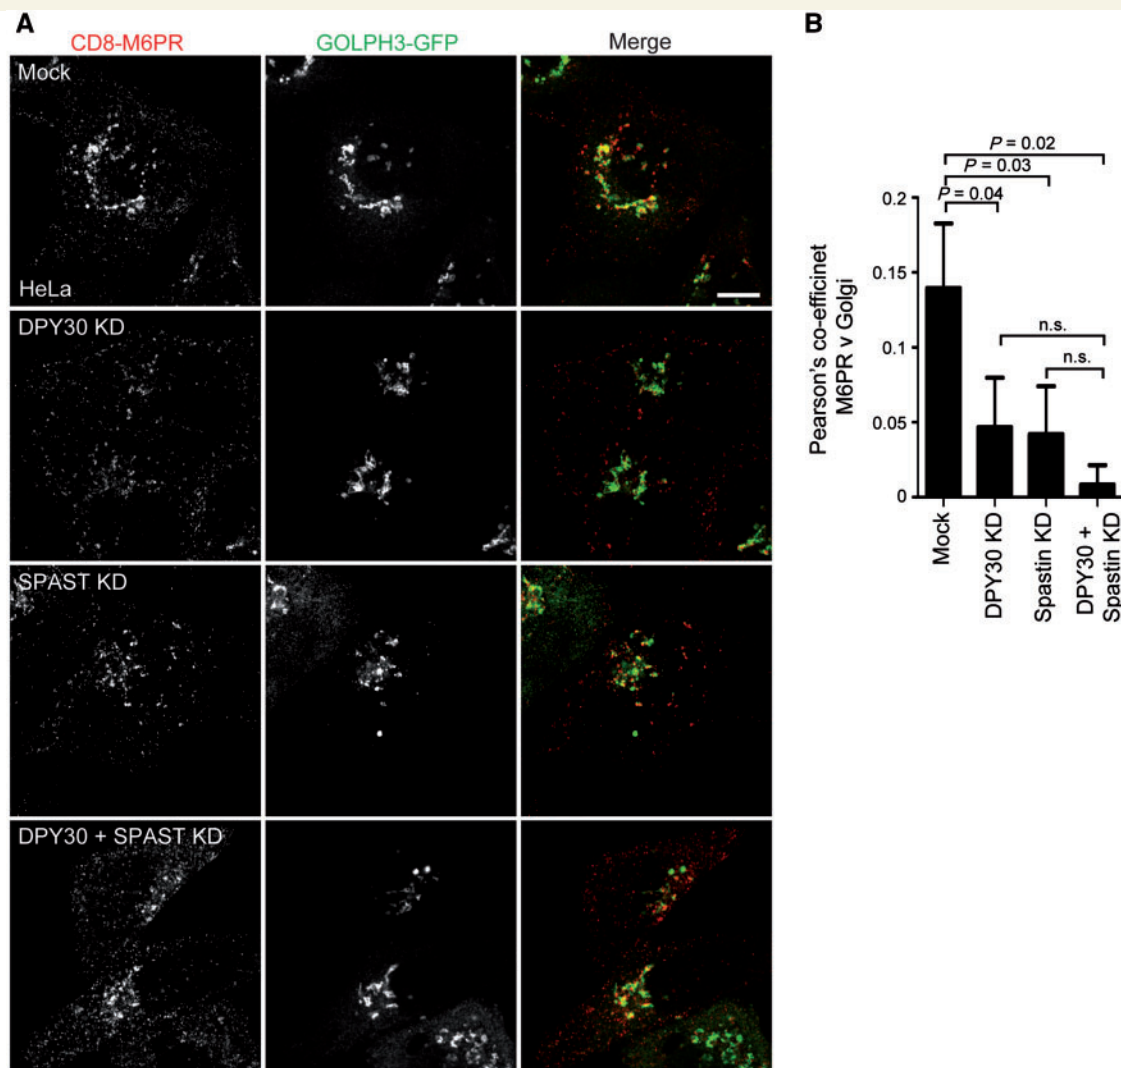 A
CD8-M6PR
GOLPH3-GFP
Merge
Mock
HeLa
DPY30 KD
SPAST KD
DPY30 + SPAST KD
B
P = 0.02
P = 0.03
P = 0.04
n.s.
n.s.
0.2
0.15
0.1
0.05
0
Pearson's co-efficinet
M6PR v Golgi
Mock
DPY30 KD
Spastin KD
DPY30 +
Spastin KD